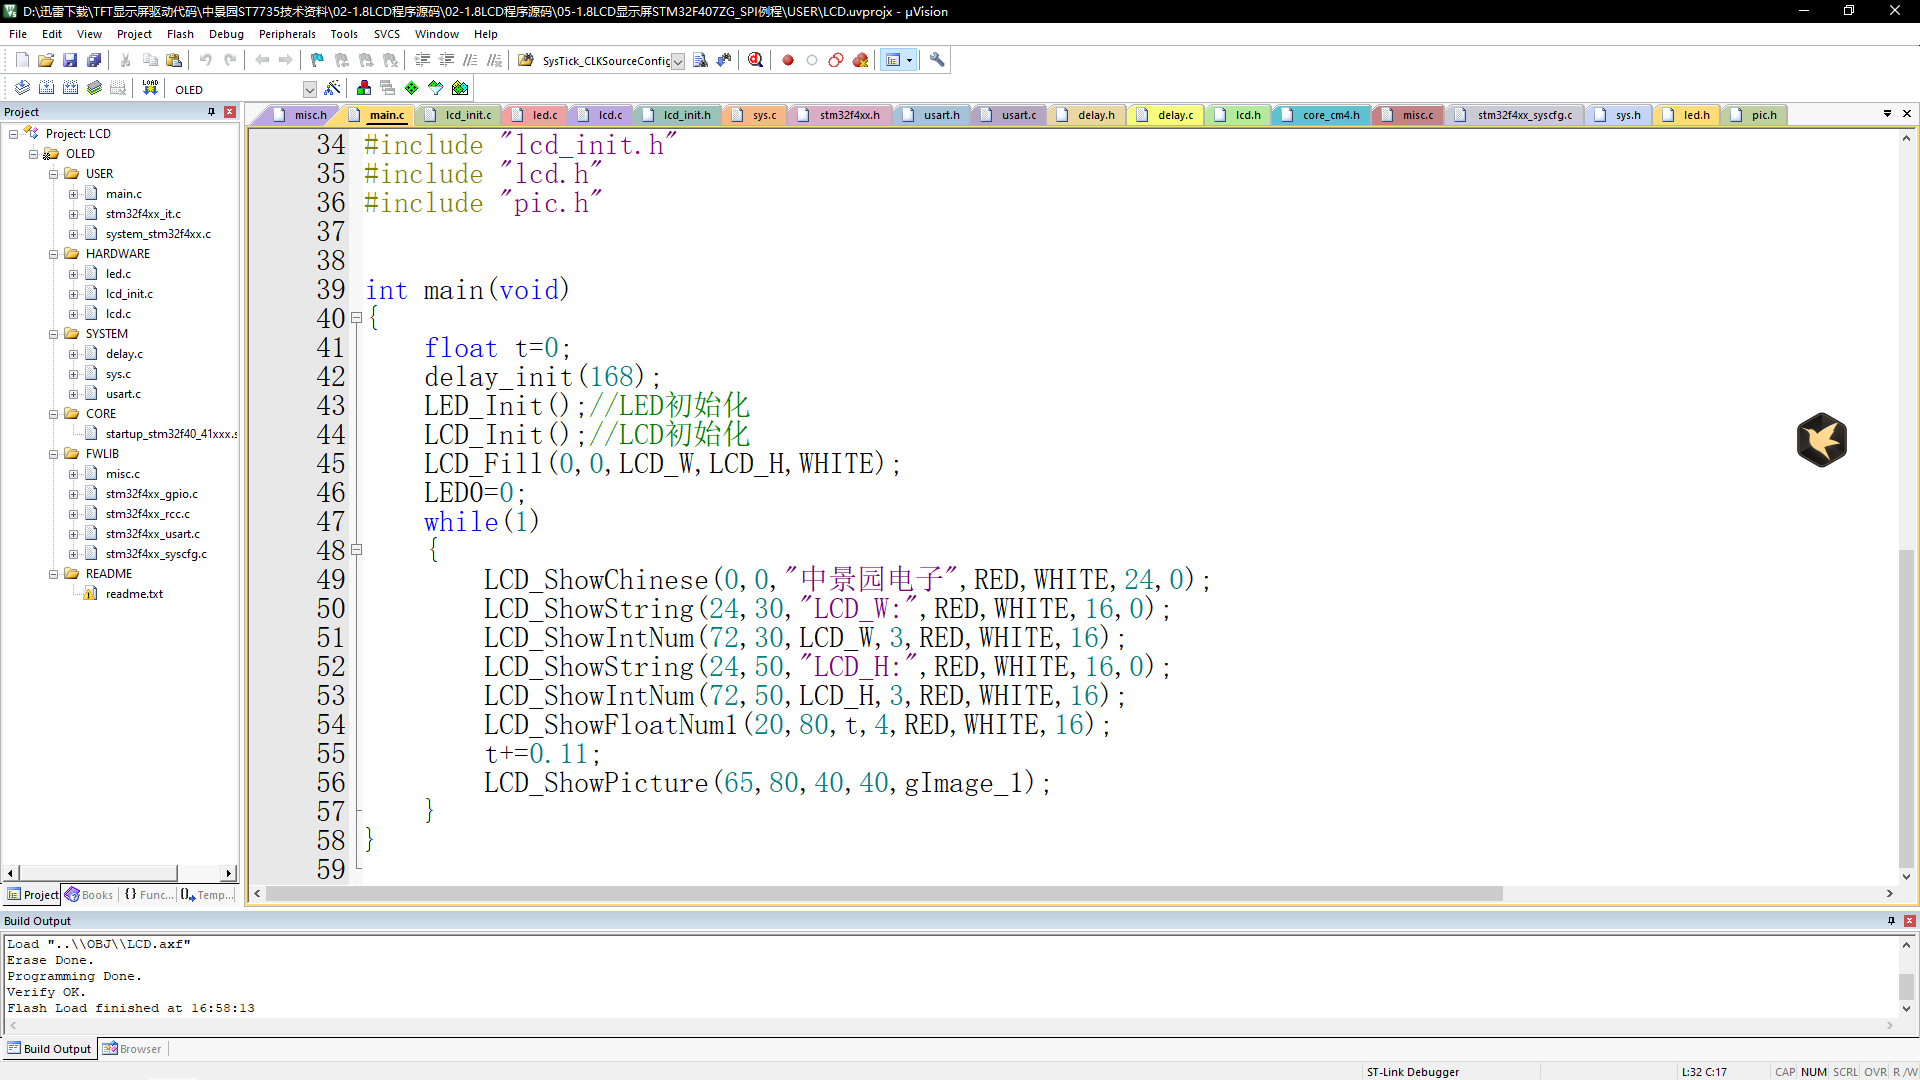 D:\迅雷下载\TFT显示屏驱动代码\中景园ST7735技术资料\02-1.8LCD程序源码\02-1.8LCD程序源码\05-1.8LCD显示屏STM32F407ZG_SPI例程\USER\LCD.uvprojx - µVision
File Edit View Project Flash Debug Peripherals Tools SVCS Window Help
SysTick_CLKSourceConfig
LOAD OLED
Project
misc.h main.c lcd_init.c led.c lcd.c lcd_init.h sys.c stm32f4xx.h usart.h usart.c delay.h delay.c lcd.h core_cm4.h misc.c stm32f4xx_syscfg.c sys.h led.h pic.h
Project: LCD
OLED
USER
main.c
stm32f4xx_it.c
system_stm32f4xx.c
HARDWARE
led.c
lcd_init.c
lcd.c
SYSTEM
delay.c
sys.c
usart.c
CORE
startup_stm32f40_41xxx.s
FWLIB
misc.c
stm32f4xx_gpio.c
stm32f4xx_rcc.c
stm32f4xx_usart.c
stm32f4xx_syscfg.c
README
readme.txt
Project Books {} Func... Temp...
34 #include "lcd_init.h"
35 #include "lcd.h"
36 #include "pic.h"
37
38
39 int main(void)
40 {
41 float t=0;
42 delay_init(168);
43 LED_Init();//LED初始化
44 LCD_Init();//LCD初始化
45 LCD_Fill(0,0,LCD_W,LCD_H,WHITE);
46 LED0=0;
47 while(1)
48 {
49 LCD_ShowChinese(0,0,"中景园电子",RED,WHITE,24,0);
50 LCD_ShowString(24,30,"LCD_W:",RED,WHITE,16,0);
51 LCD_ShowIntNum(72,30,LCD_W,3,RED,WHITE,16);
52 LCD_ShowString(24,50,"LCD_H:",RED,WHITE,16,0);
53 LCD_ShowIntNum(72,50,LCD_H,3,RED,WHITE,16);
54 LCD_ShowFloatNum1(20,80,t,4,RED,WHITE,16);
55 t+=0.11;
56 LCD_ShowPicture(65,80,40,40,gImage_1);
57 }
58 }
59
Build Output
Load "..\\OBJ\\LCD.axf"
Erase Done.
Programming Done.
Verify OK.
Flash Load finished at 16:58:13
Build Output Browser
ST-Link Debugger L:32 C:17 CAP NUM SCRL OVR R/W